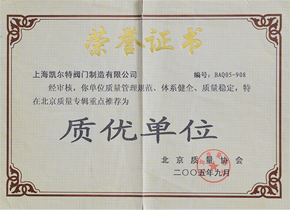 荣誉证书
上海凯尔特阀门制造有限公司 编号：BAQ05-908
经审核，你单位质量管理规范、体系健全、质量稳定，特
在北京质量专辑重点推荐为
质优单位
北京质量协会
二〇〇五年九月